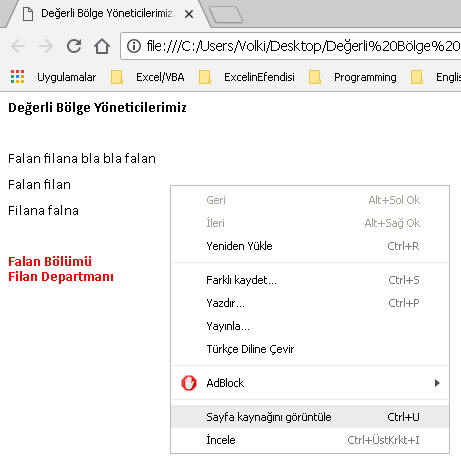 Değerli Bölge Yöneticilerimiz.
file:///C:/Users/Volki/Desktop/Değerli%20Bölge%20
Uygulamalar Excel/VBA ExcelinEfendisi Programming Englis
Değerli Bölge Yöneticilerimiz
Falan filana bla bla falan
Falan filan
Filana falna
Falan Bölümü
Filan Departmanı
Geri Alt+Sol Ok
İleri Alt+Sağ Ok
Yeniden Yükle Ctrl+R
Farklı kaydet... Ctrl+S
Yazdır... Ctrl+P
Yayınla...
Türkçe Diline Çevir
AdBlock
Sayfa kaynağını görüntüle Ctrl+U
İncele Ctrl+ÜstKrkt+I